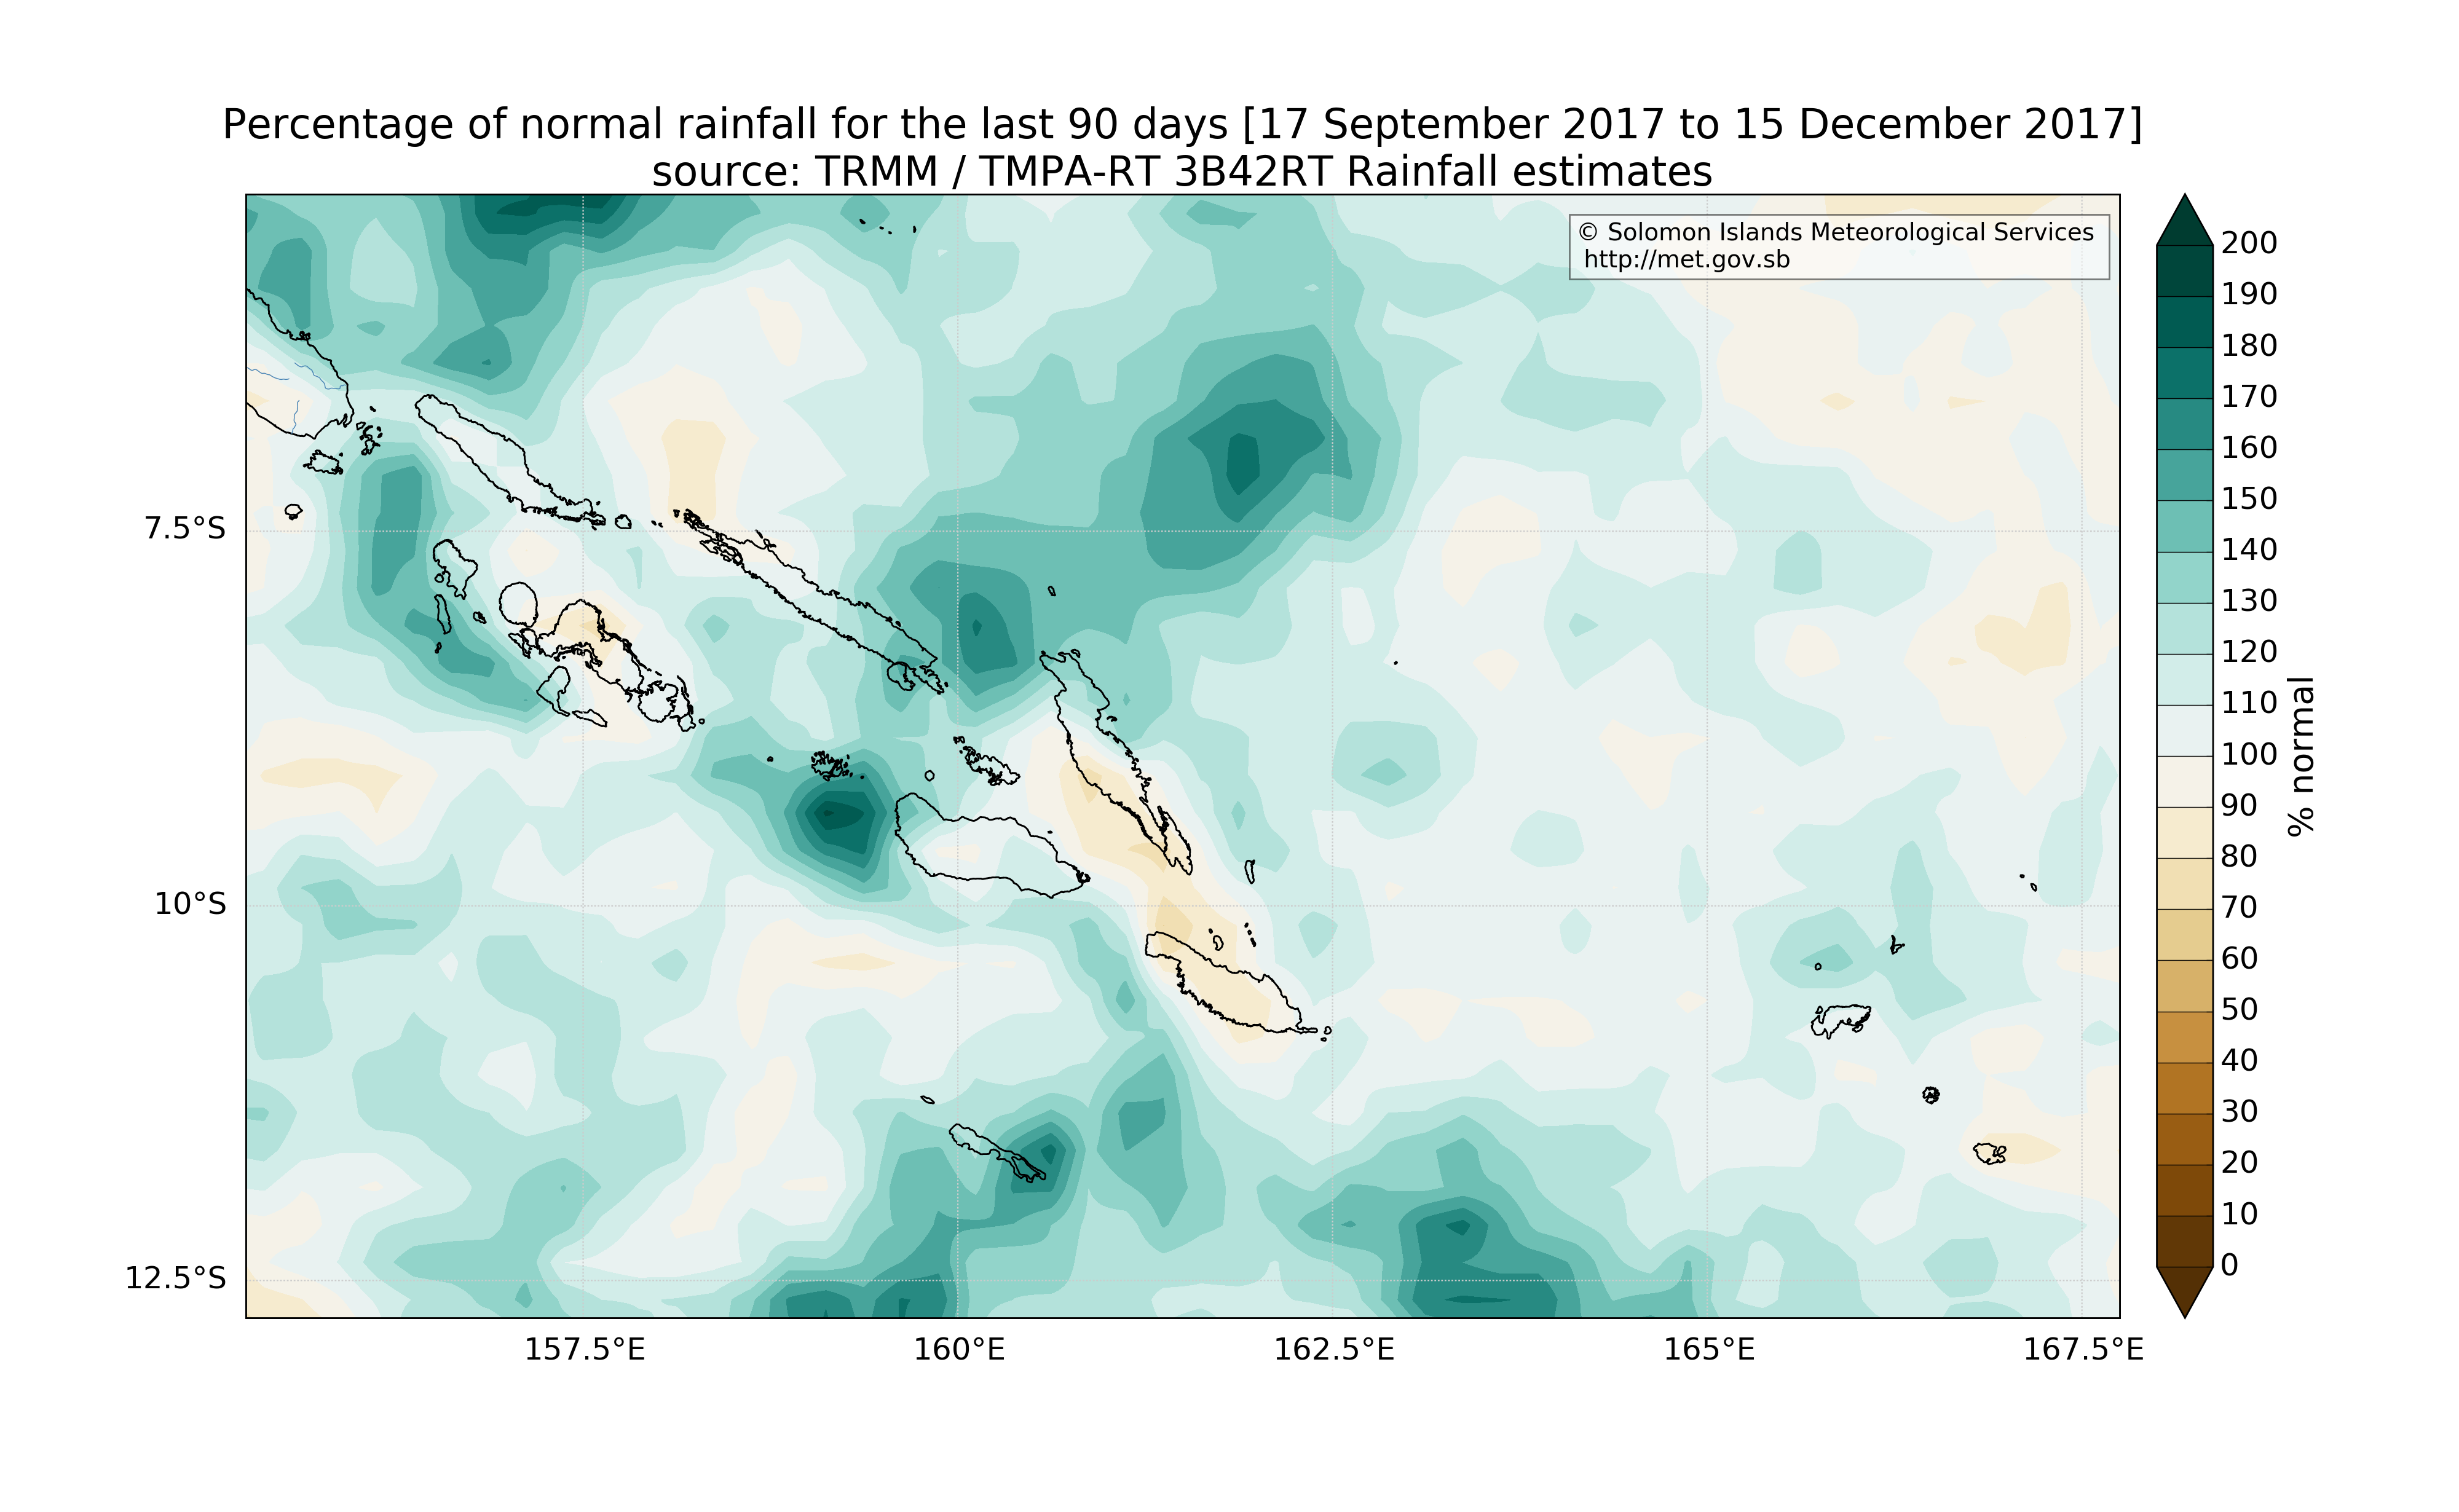 Percentage of normal rainfall for the last 90 days [17 September 2017 to 15 December 2017]
source: TRMM / TMPA-RT 3B42RT Rainfall estimates
© Solomon Islands Meteorological Services
http://met.gov.sb
7.5°S
10°S
12.5°S
157.5°E
160°E
162.5°E
165°E
167.5°E
200
190
180
170
160
150
140
130
120
110
100
90
80
70
60
50
40
30
20
10
0
% normal